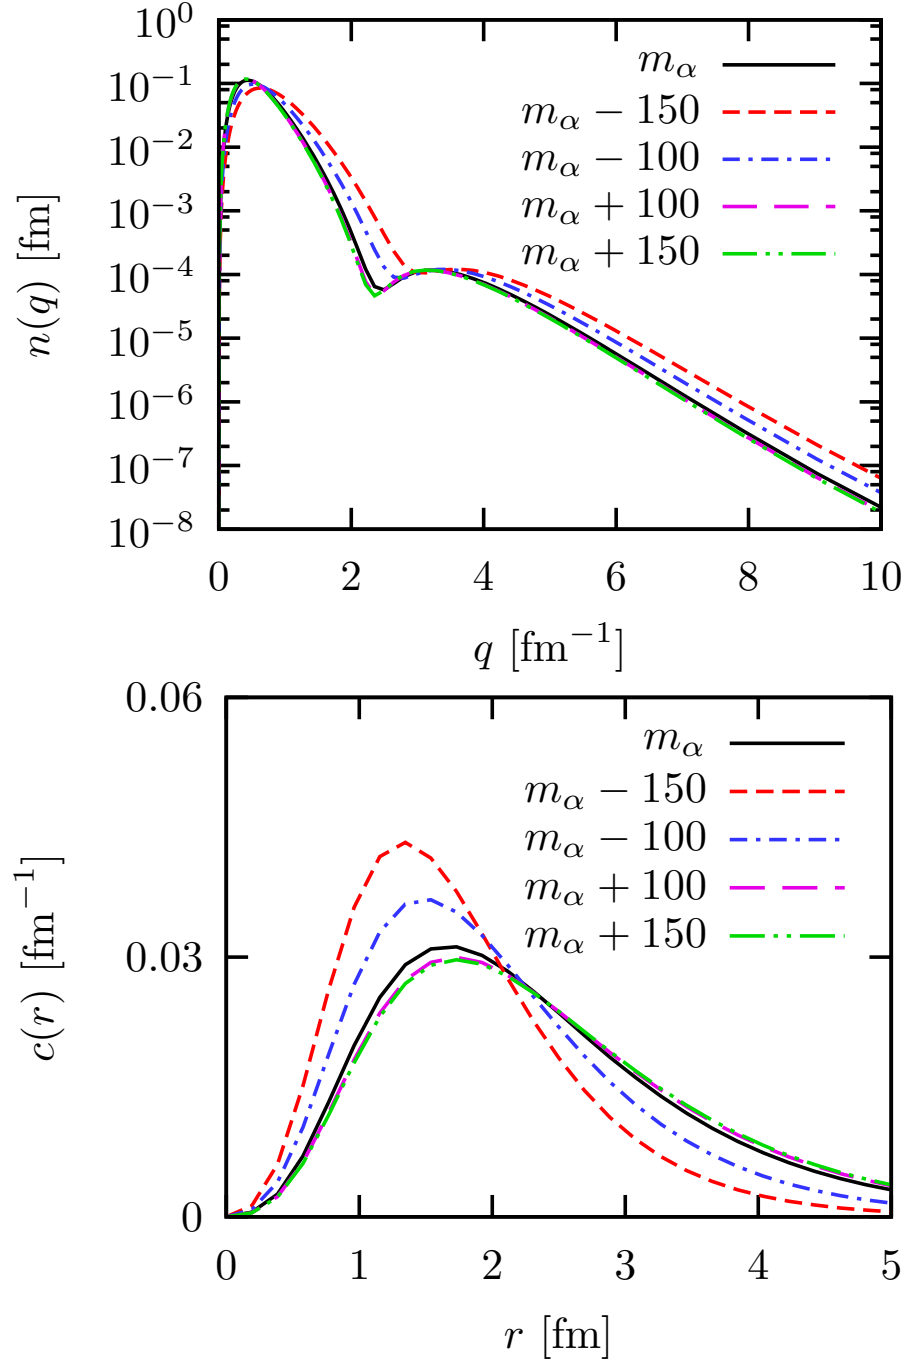 10⁰
10⁻¹
10⁻²
10⁻³
10⁻⁴
10⁻⁵
10⁻⁶
10⁻⁷
10⁻⁸
n(q) [fm]
m_α
m_α − 150
m_α − 100
m_α + 100
m_α + 150
0 2 4 6 8 10
q [fm⁻¹]
0.06
0.03
0
c(r) [fm⁻¹]
m_α
m_α − 150
m_α − 100
m_α + 100
m_α + 150
0 1 2 3 4 5
r [fm]